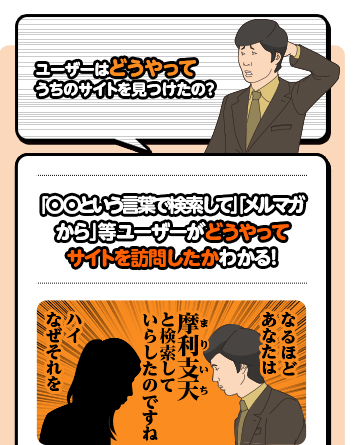 ユーザーはどうやって
うちのサイトを見つけたの?
「〇〇という言葉で検索して」「メルマガ
から」等ユーザーがどうやって
サイトを訪問したかわかる!
なるほど
あなたは
摩利支天
まりいち
と検索して
いらしたのですね
ハイ
なぜそれを